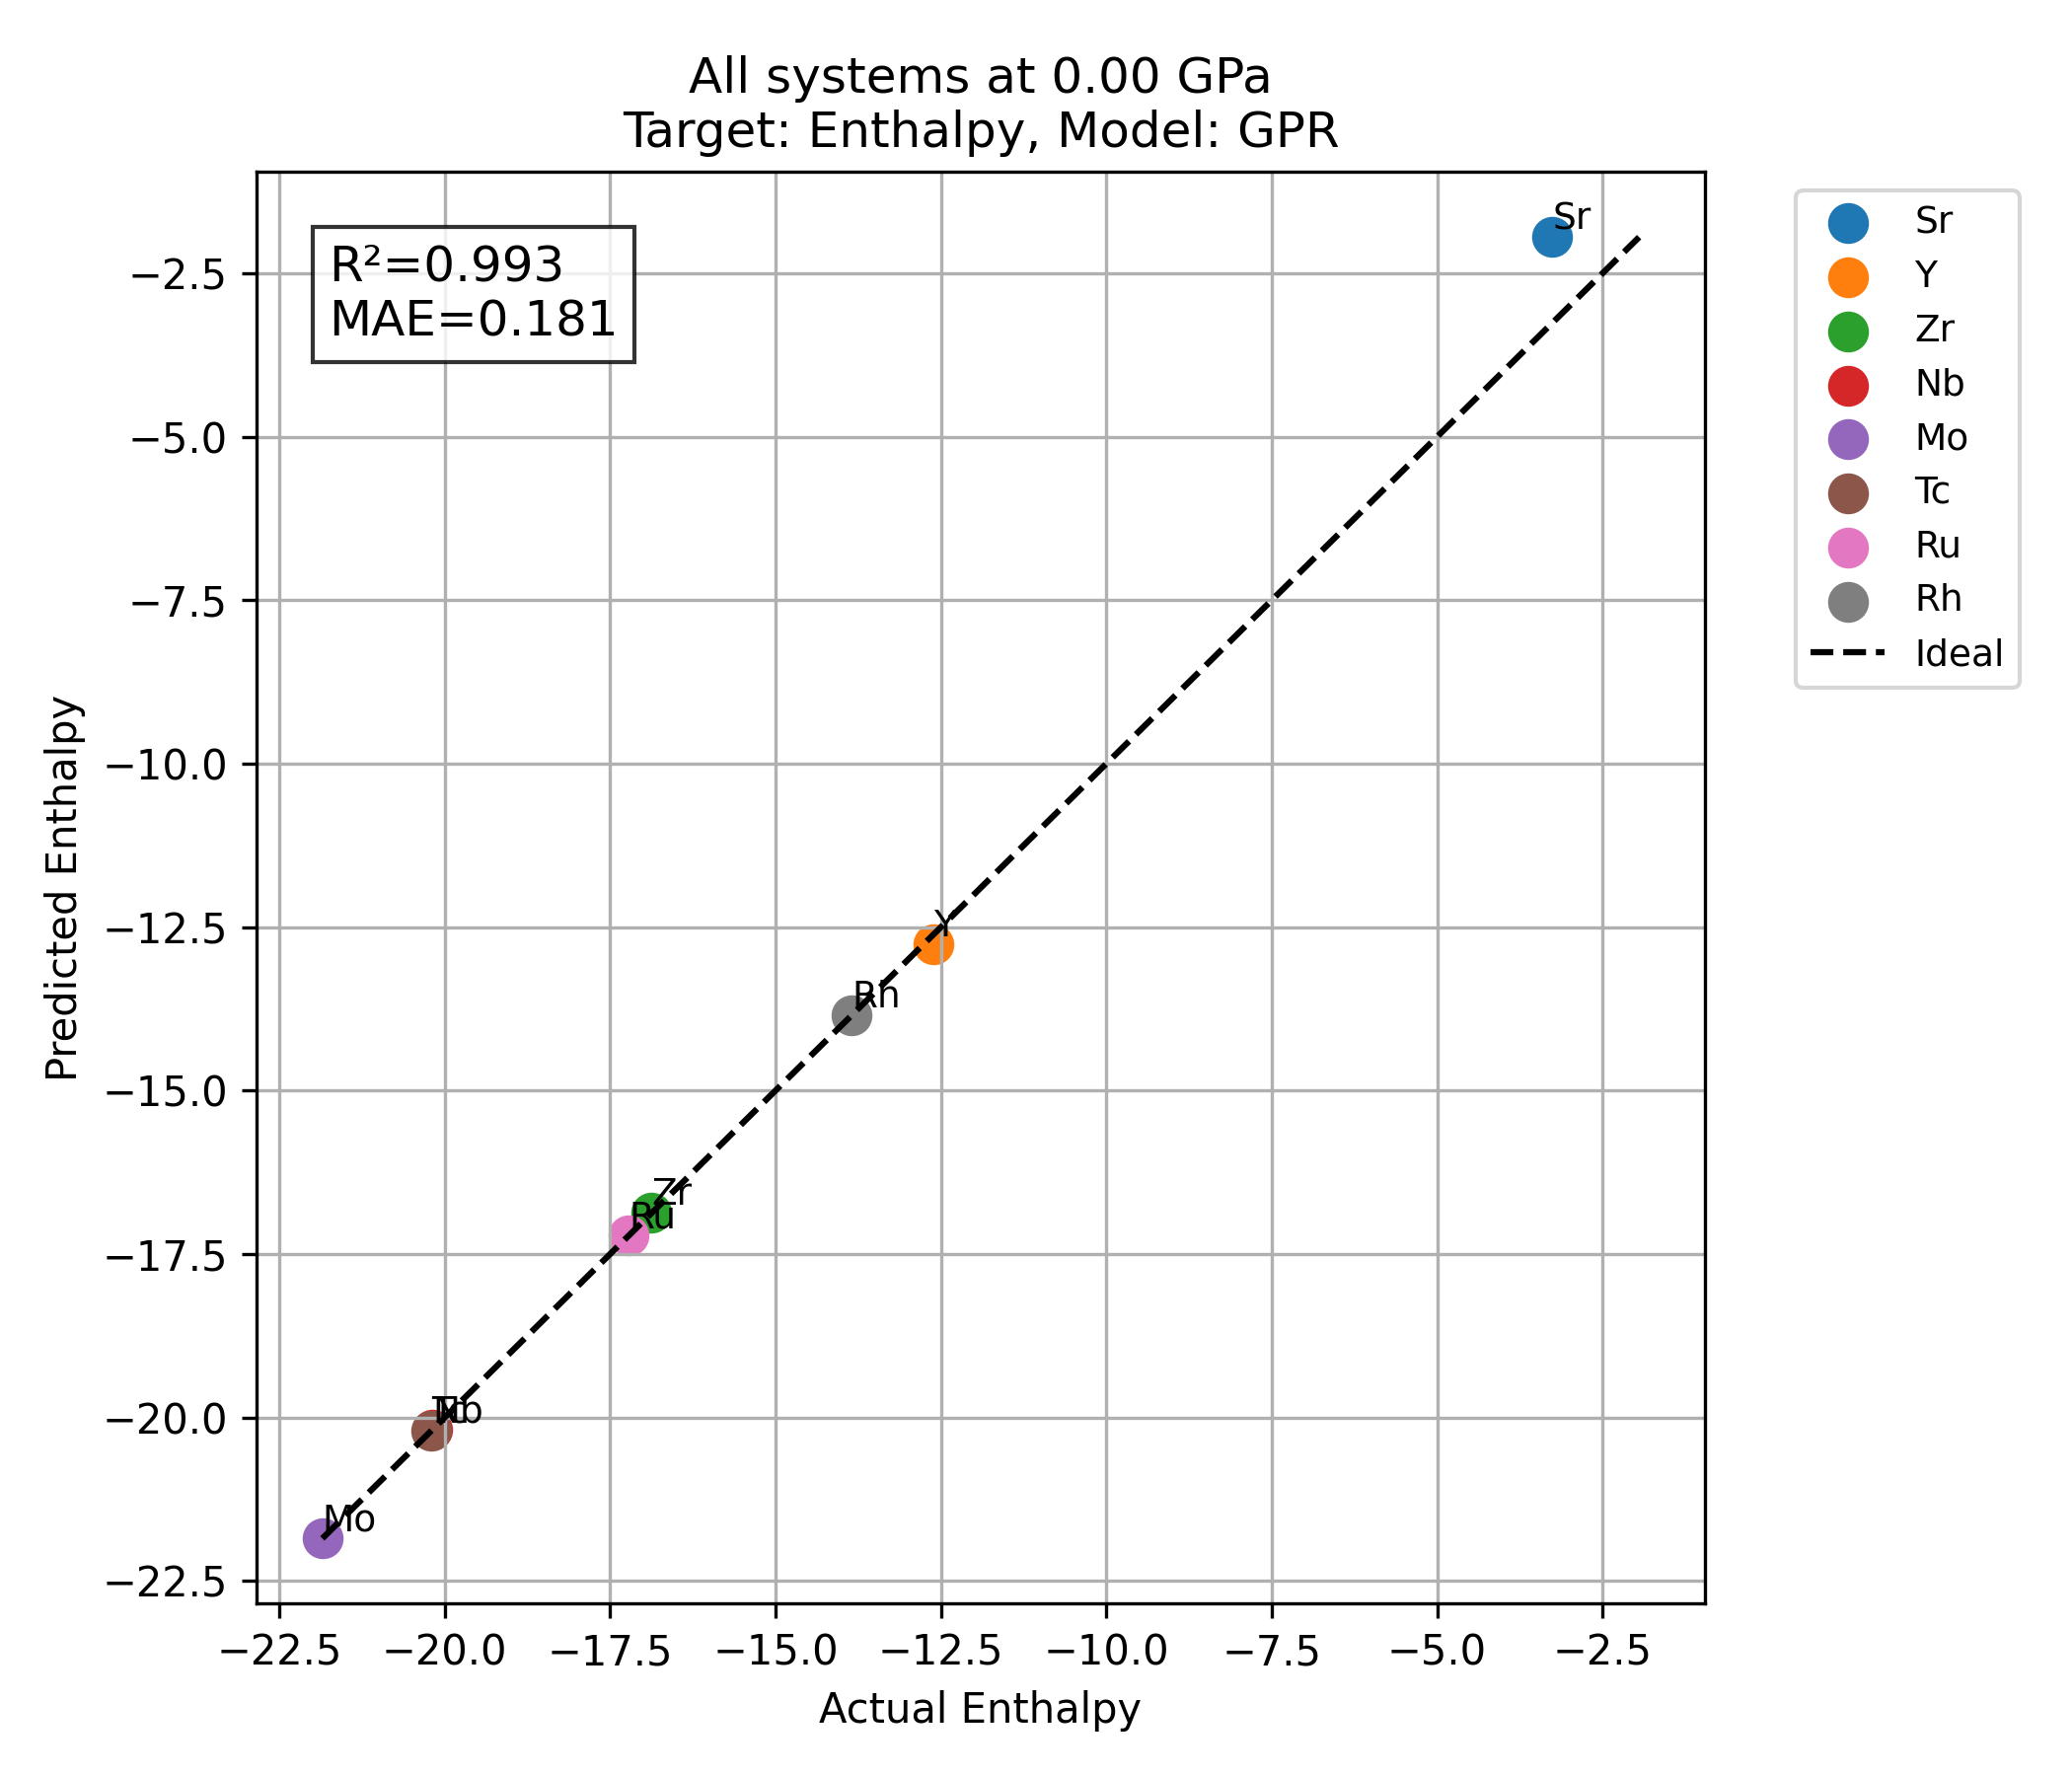 All systems at 0.00 GPa
Target: Enthalpy, Model: GPR
R²=0.993
MAE=0.181
Sr
Y
Rh
Zr
Ru
Tc
Nb
Mo
Predicted Enthalpy
−2.5
−5.0
−7.5
−10.0
−12.5
−15.0
−17.5
−20.0
−22.5
−22.5 −20.0 −17.5 −15.0 −12.5 −10.0 −7.5 −5.0 −2.5
Actual Enthalpy
Sr
Y
Zr
Nb
Mo
Tc
Ru
Rh
Ideal